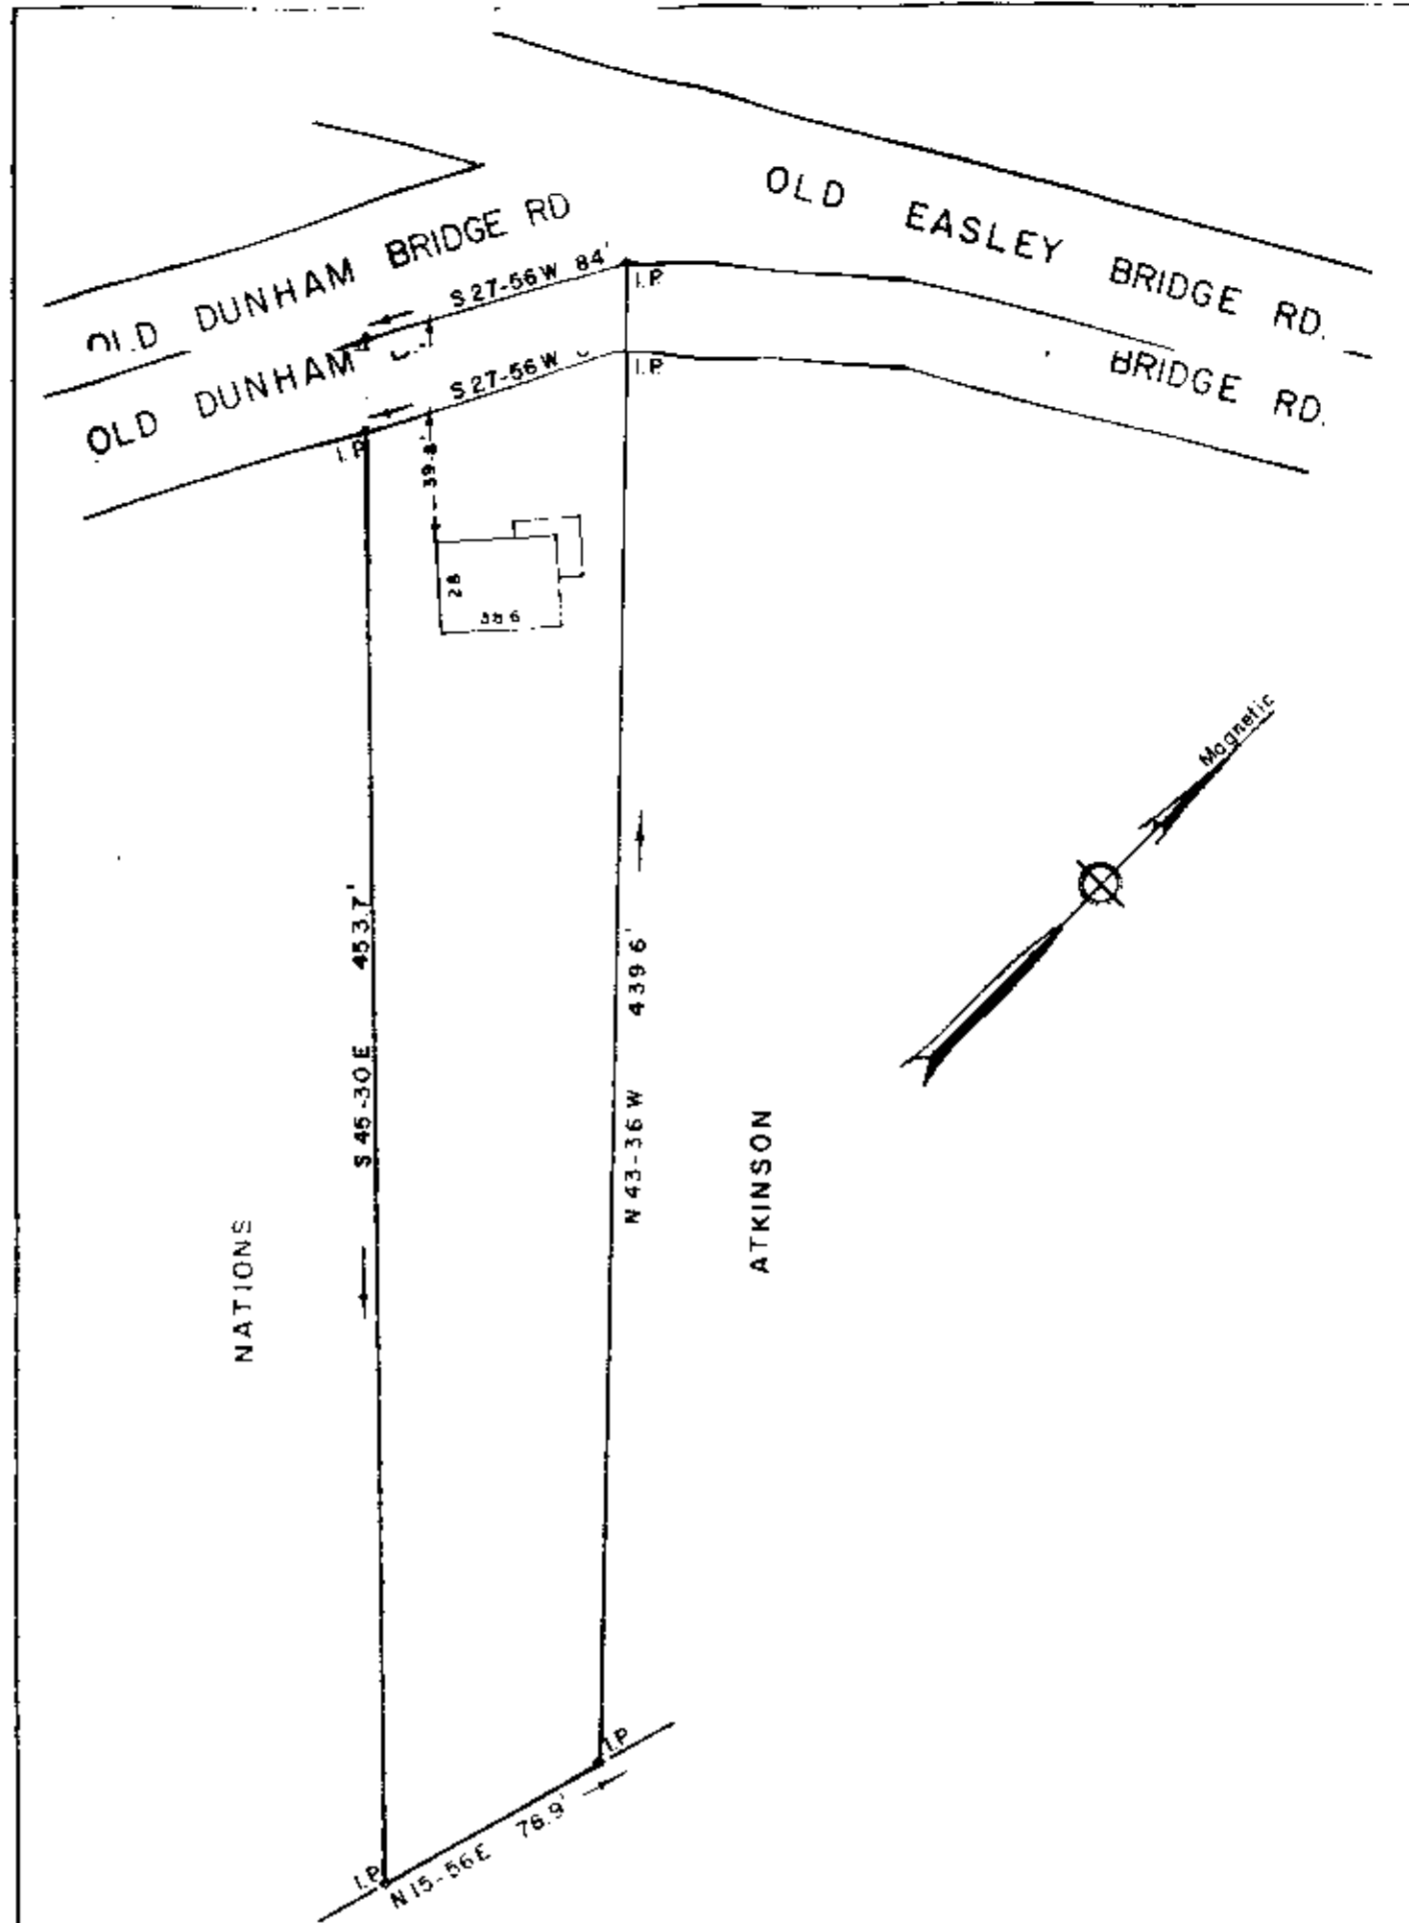 OLD EASLEY BRIDGE RD.
OLD DUNHAM BRIDGE RD
S 27-56 W 84'
I.P.
OLD DUNHAM
S 27-56 W
I.P.
BRIDGE RD.
I.P.
39.8'
28
38 6
Magnetic
S 45-30 E 453.7'
N 43-36 W 439 6'
NATIONS
ATKINSON
I.P.
I.P.
N 15-56 E 76.9'